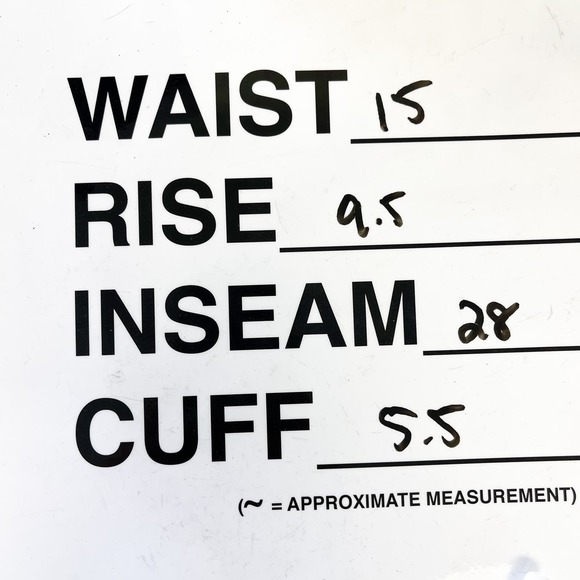 WAIST 15
RISE 9.5
INSEAM 28
CUFF 5.5
(~ = APPROXIMATE MEASUREMENT)